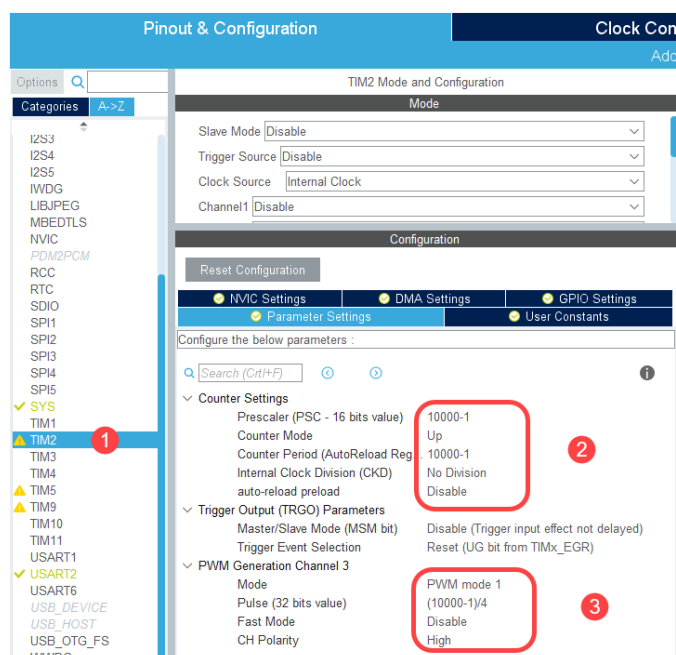 Pinout & Configuration
Clock Con
Add
Options
TIM2 Mode and Configuration
Categories
A->Z
Mode
I2S3
I2S4
I2S5
IWDG
LIBJPEG
MBEDTLS
NVIC
PDM2PCM
RCC
RTC
SDIO
SPI1
SPI2
SPI3
SPI4
SPI5
SYS
TIM1
TIM2
1
TIM3
TIM4
TIM5
TIM9
TIM10
TIM11
USART1
USART2
USART6
USB_DEVICE
USB_HOST
USB_OTG_FS
Slave Mode Disable
Trigger Source Disable
Clock Source Internal Clock
Channel1 Disable
Configuration
Reset Configuration
NVIC Settings
DMA Settings
GPIO Settings
Parameter Settings
User Constants
Configure the below parameters :
Search (Crtl+F)
Counter Settings
Prescaler (PSC - 16 bits value) 10000-1
Counter Mode Up
2
Counter Period (AutoReload Reg... 10000-1
Internal Clock Division (CKD) No Division
auto-reload preload Disable
Trigger Output (TRGO) Parameters
Master/Slave Mode (MSM bit) Disable (Trigger input effect not delayed)
Trigger Event Selection Reset (UG bit from TIMx_EGR)
PWM Generation Channel 3
Mode PWM mode 1
Pulse (32 bits value) (10000-1)/4
3
Fast Mode Disable
CH Polarity High